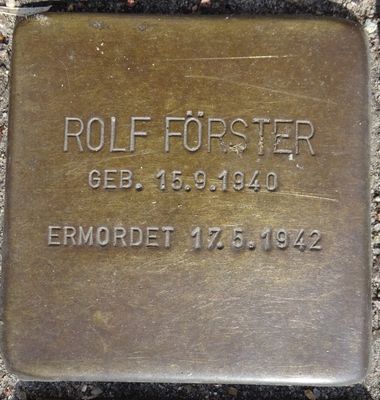 ROLF FÖRSTER
GEB. 15.9.1940
ERMORDET 17.5.1942